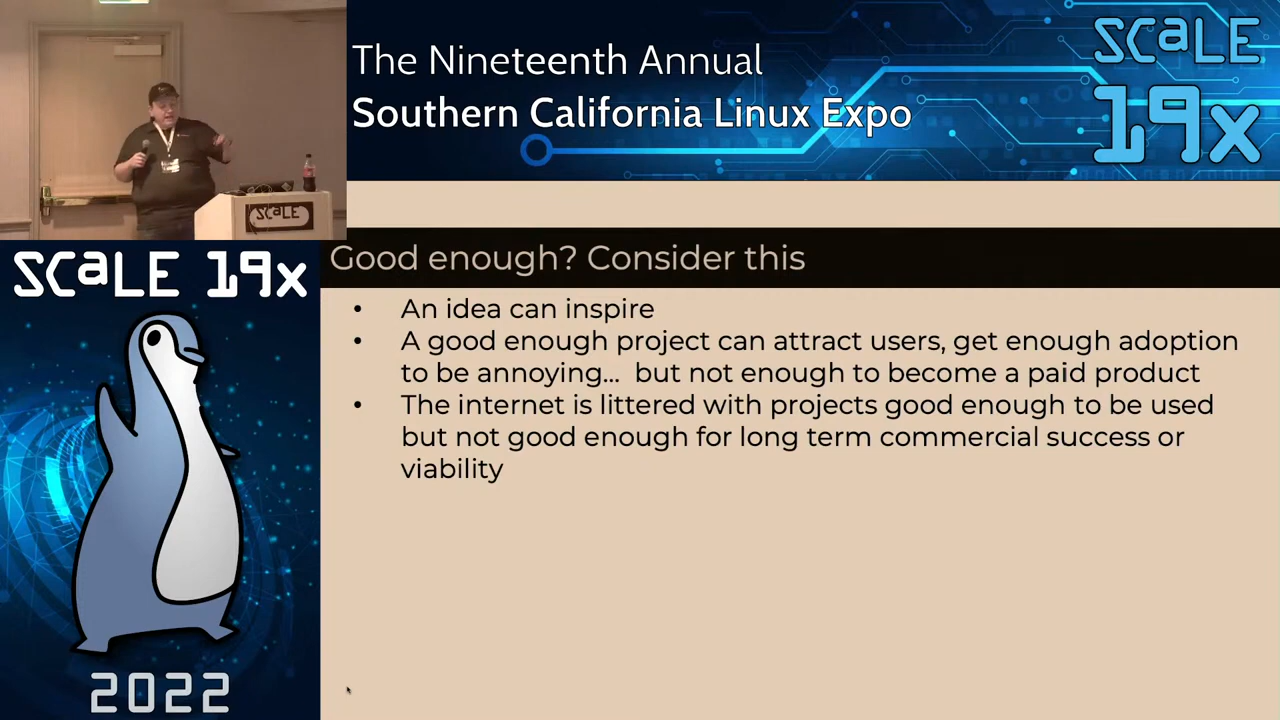 The Nineteenth Annual
Southern California Linux Expo
SCaLE
19x
SCaLE
SCaLE 19x
2022
Good enough? Consider this
• An idea can inspire
• A good enough project can attract users, get enough adoption
to be annoying... but not enough to become a paid product
• The internet is littered with projects good enough to be used
but not good enough for long term commercial success or
viability